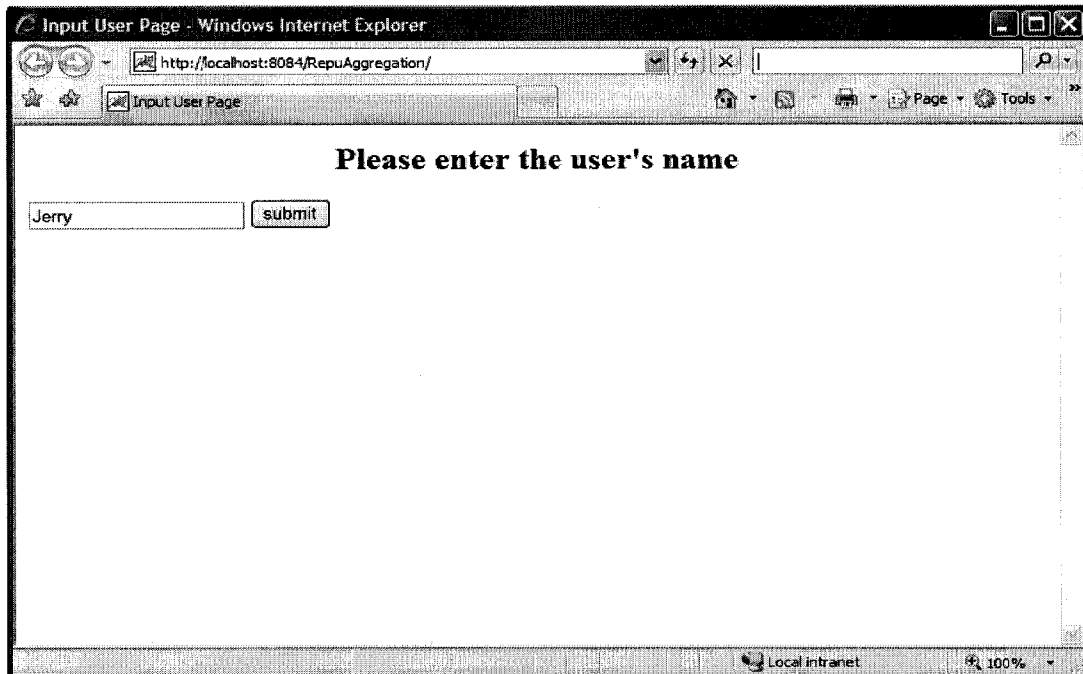 Input User Page - Windows Internet Explorer
http://localhost:8084/RepuAggregation/
Input User Page
Page
Tools
Please enter the user's name
Jerry
submit
Local intranet
100%